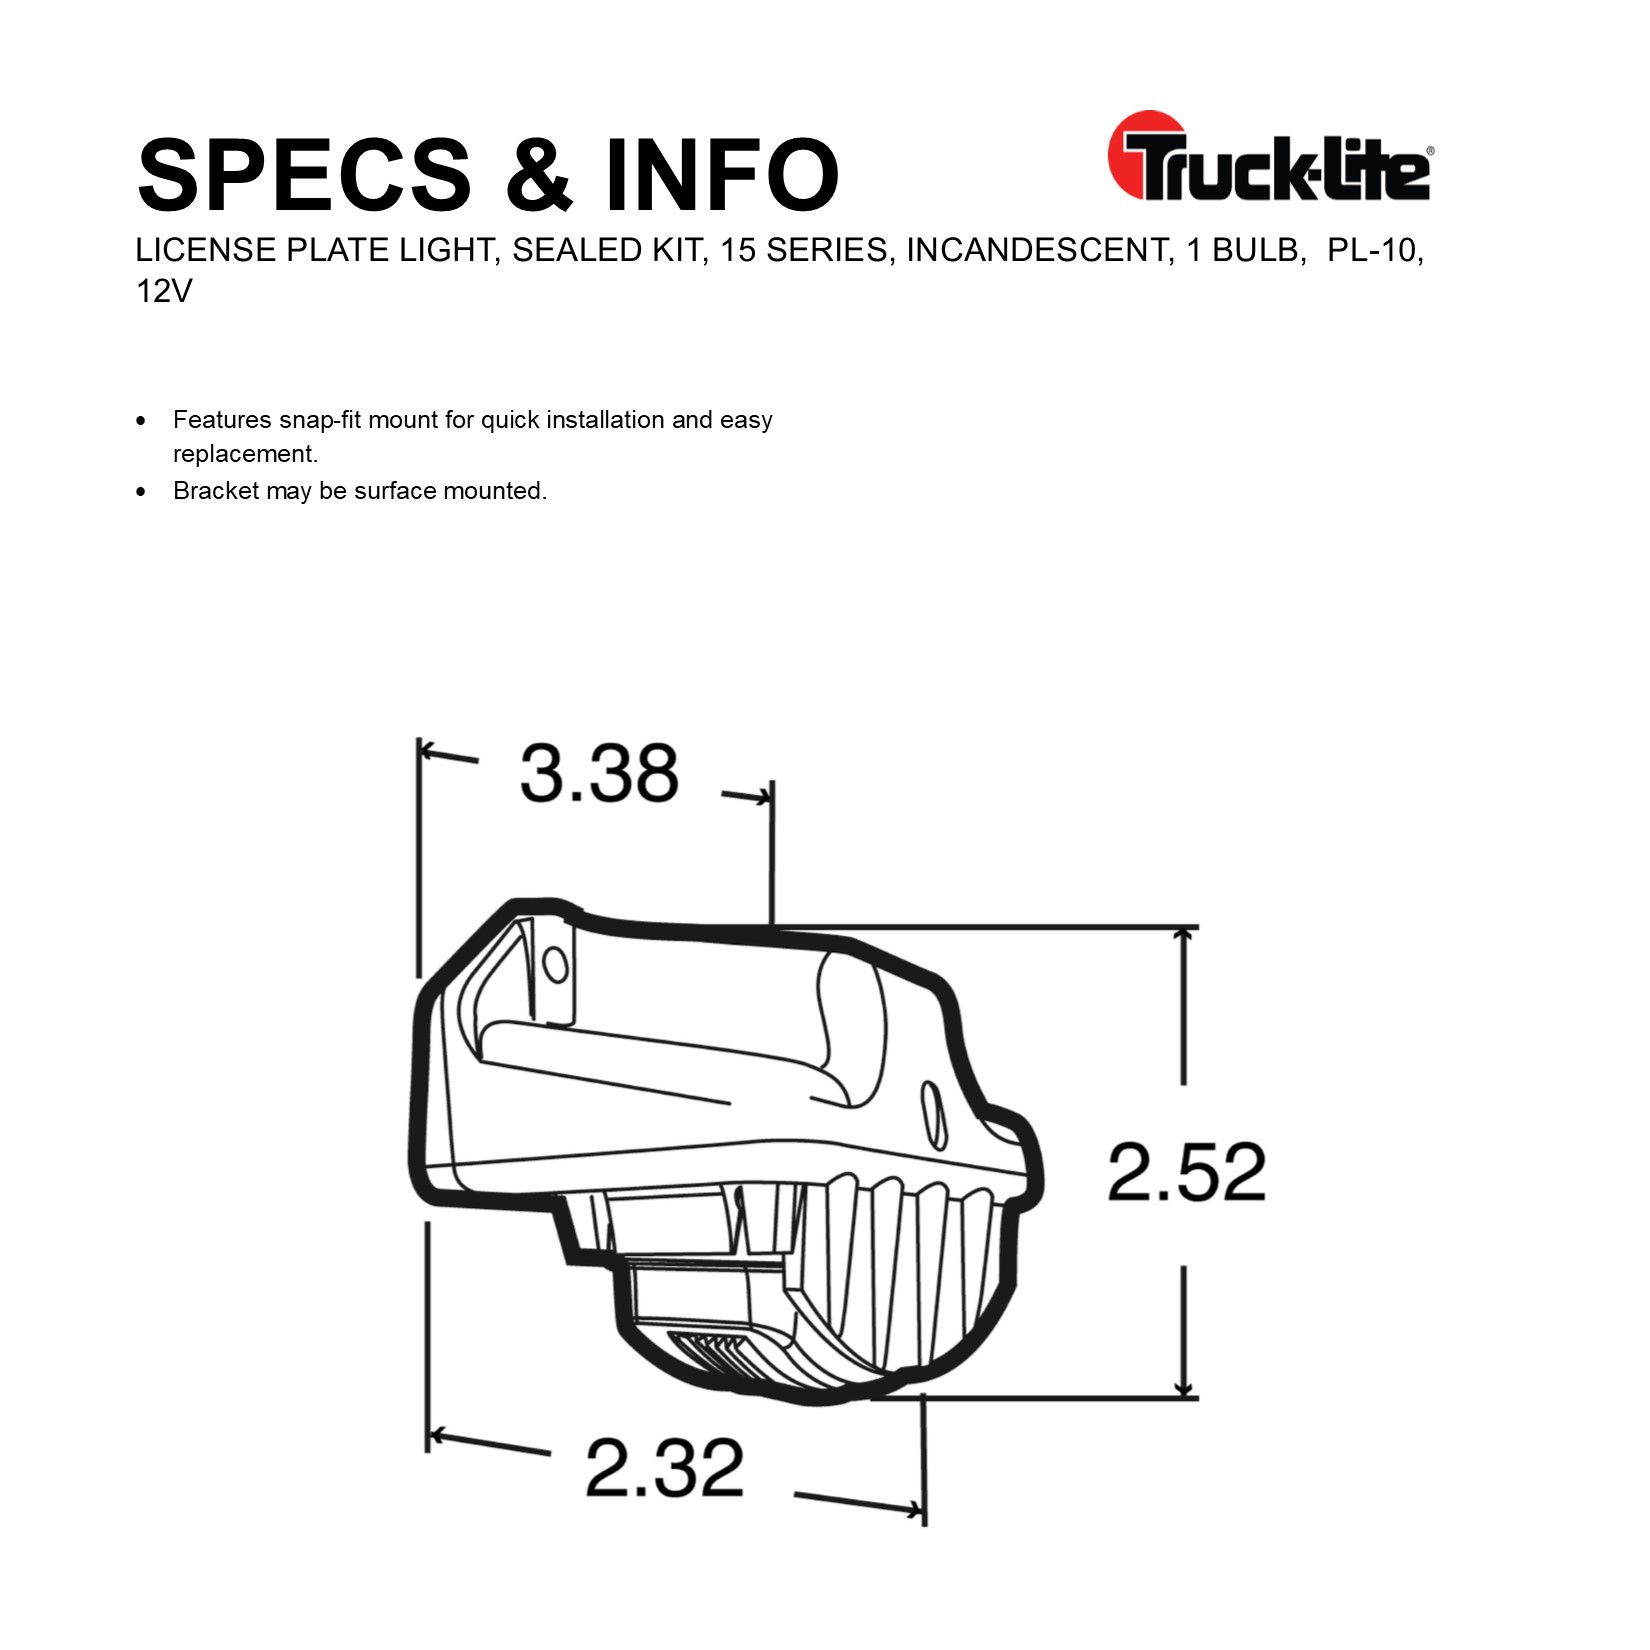 SPECS & INFO
Truck-Lite®
LICENSE PLATE LIGHT, SEALED KIT, 15 SERIES, INCANDESCENT, 1 BULB, PL-10,
12V
• Features snap-fit mount for quick installation and easy
replacement.
• Bracket may be surface mounted.
3.38
2.52
2.32